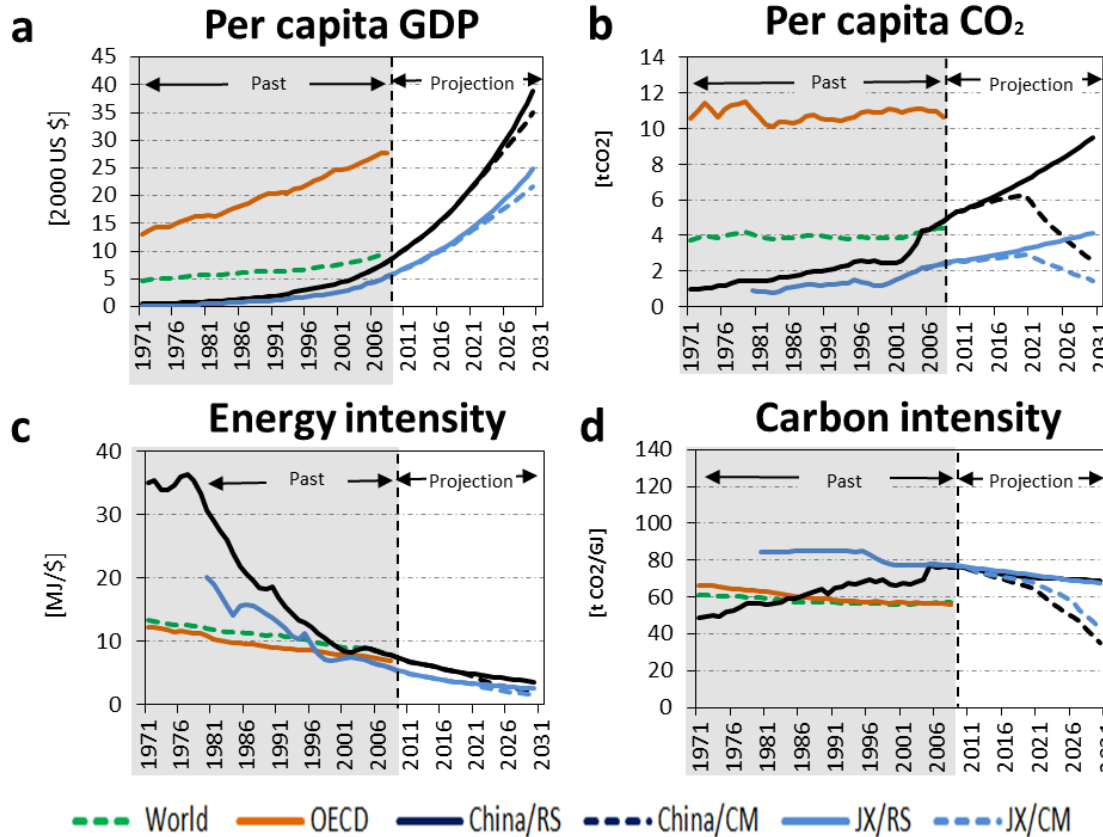 a Per capita GDP
[2000 US $]
45
40
35
30
25
20
15
10
5
0
Past
Projection
1971 1976 1981 1986 1991 1996 2001 2006 2011 2016 2021 2026 2031
b Per capita CO₂
[tCO2]
14
12
10
8
6
4
2
0
Past
Projection
1971 1976 1981 1986 1991 1996 2001 2006 2011 2016 2021 2026 2031
c Energy intensity
[MJ/$]
40
30
20
10
0
Past
Projection
1971 1976 1981 1986 1991 1996 2001 2006 2011 2016 2021 2026 2031
d Carbon intensity
[t CO2/GJ]
140
120
100
80
60
40
20
0
Past
Projection
1971 1976 1981 1986 1991 1996 2001 2006 2011 2016 2021 2026
World OECD China/RS China/CM JX/RS JX/CM